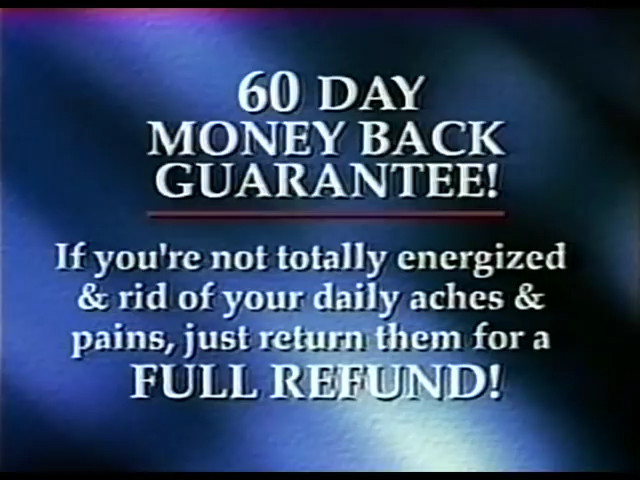 60 DAY
MONEY BACK
GUARANTEE!
If you're not totally energized
& rid of your daily aches &
pains, just return them for a
FULL REFUND!